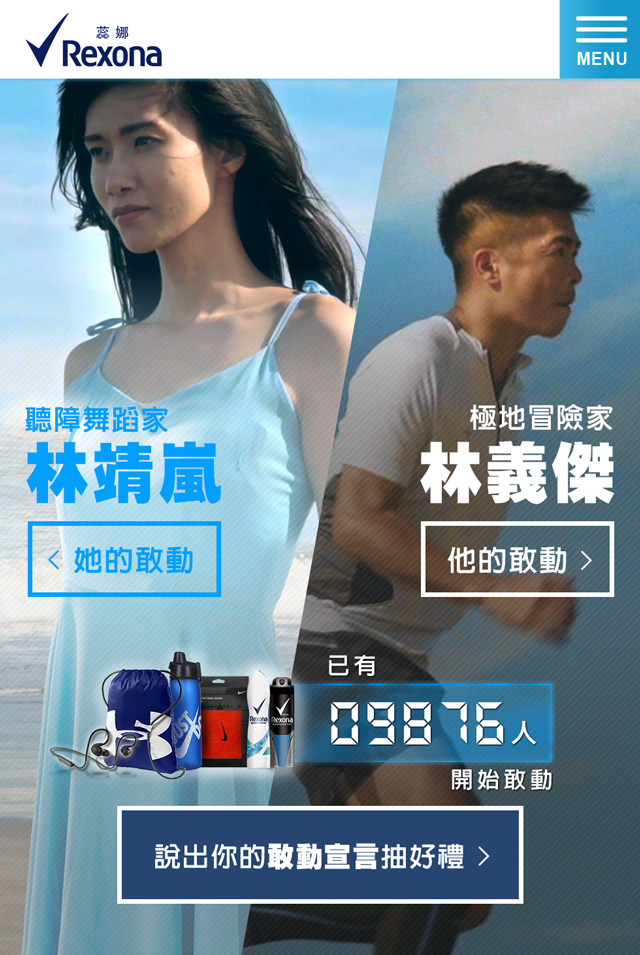 蕊娜
Rexona
MENU
聽障舞蹈家
林靖嵐
< 她的敢動
極地冒險家
林義傑
他的敢動 >
已有
09876人
開始敢動
JUST
Rexona
Rexona
說出你的敢動宣言抽好禮 >